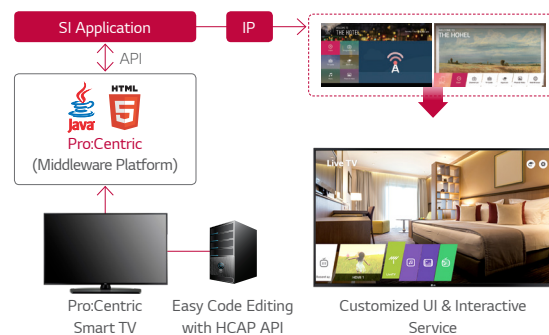 SI Application
IP
API
HTML
5
Java
Pro:Centric
(Middleware Platform)
THE HOTEL
THE HOHEL
Live TV
Pro:Centric
Smart TV
Easy Code Editing
with HCAP API
Customized UI & Interactive
Service